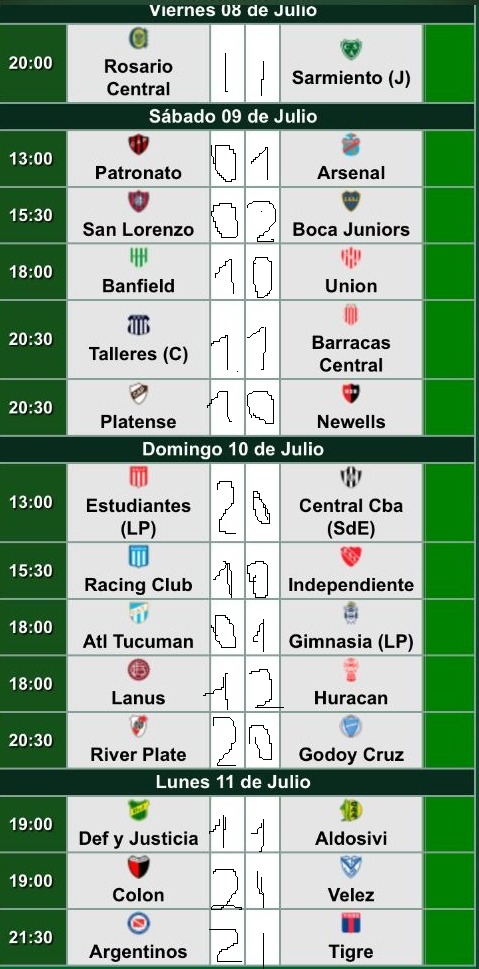 Viernes 08 de Julio
20:00 Rosario Central 1 1 Sarmiento (J)
Sábado 09 de Julio
13:00 Patronato 0 1 Arsenal
15:30 San Lorenzo 0 2 Boca Juniors
18:00 Banfield 1 0 Union
20:30 Talleres (C) 1 1 Barracas Central
20:30 Platense 1 0 Newells
Domingo 10 de Julio
13:00 Estudiantes (LP) 2 0 Central Cba (SdE)
15:30 Racing Club 1 0 Independiente
18:00 Atl Tucuman 0 1 Gimnasia (LP)
18:00 Lanus 1 2 Huracan
20:30 River Plate 2 0 Godoy Cruz
Lunes 11 de Julio
19:00 Def y Justicia 1 1 Aldosivi
19:00 Colon 2 1 Velez
21:30 Argentinos 2 1 Tigre